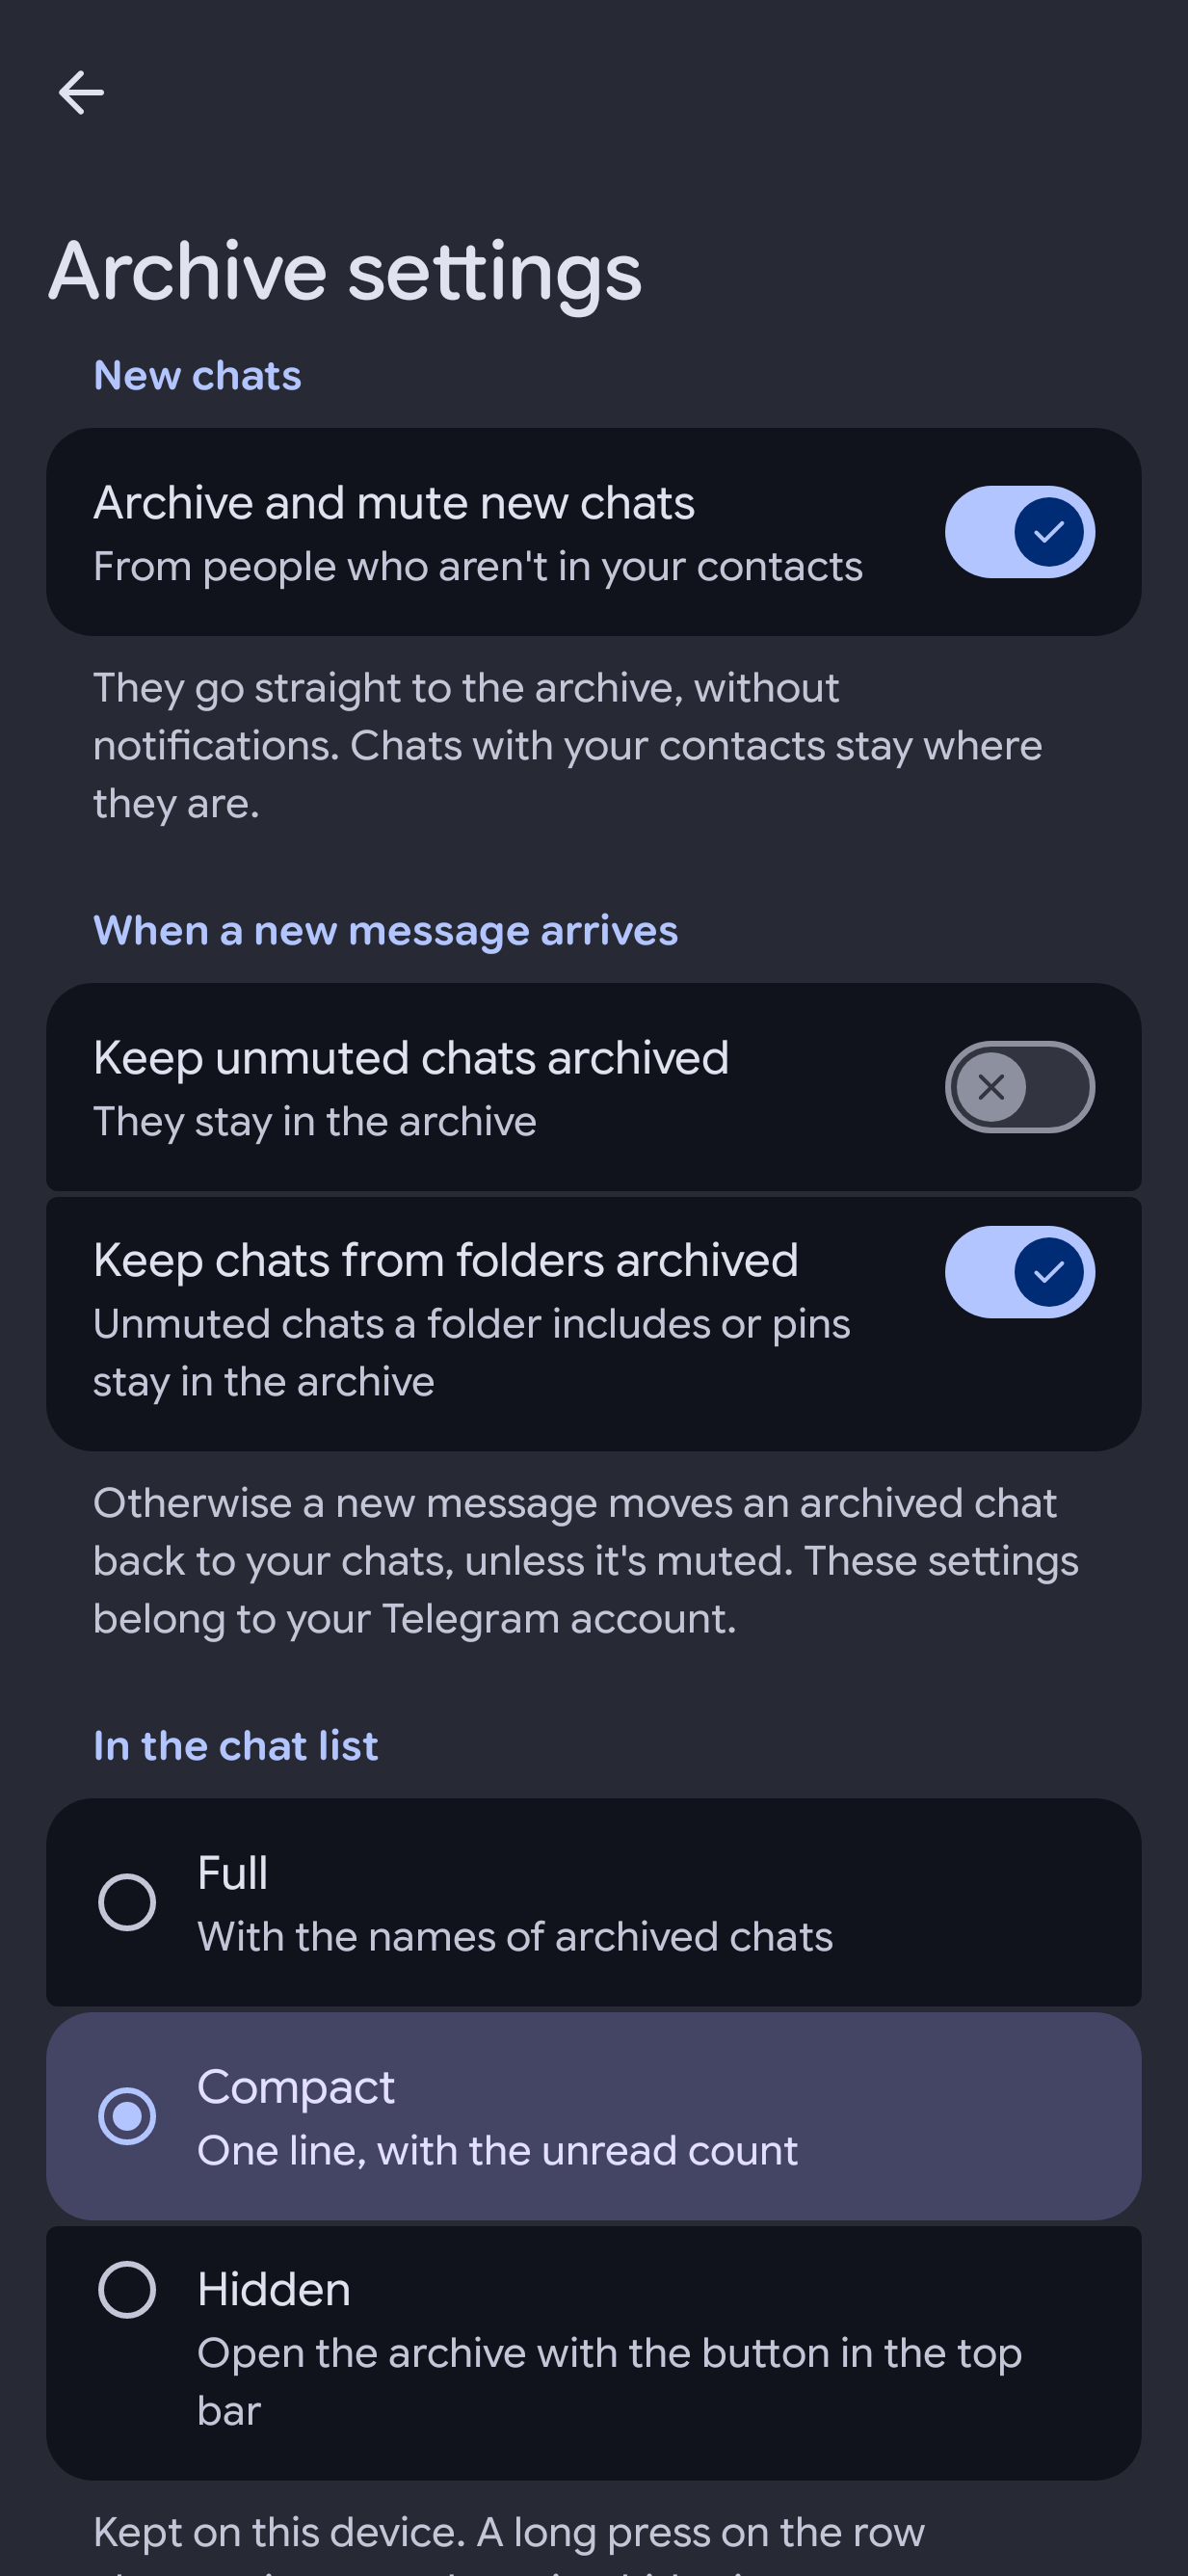 Archive settings
New chats
Archive and mute new chats
From people who aren't in your contacts
They go straight to the archive, without
notifications. Chats with your contacts stay where
they are.
When a new message arrives
Keep unmuted chats archived
They stay in the archive
Keep chats from folders archived
Unmuted chats a folder includes or pins
stay in the archive
Otherwise a new message moves an archived chat
back to your chats, unless it's muted. These settings
belong to your Telegram account.
In the chat list
Full
With the names of archived chats
Compact
One line, with the unread count
Hidden
Open the archive with the button in the top
bar
Kept on this device. A long press on the row